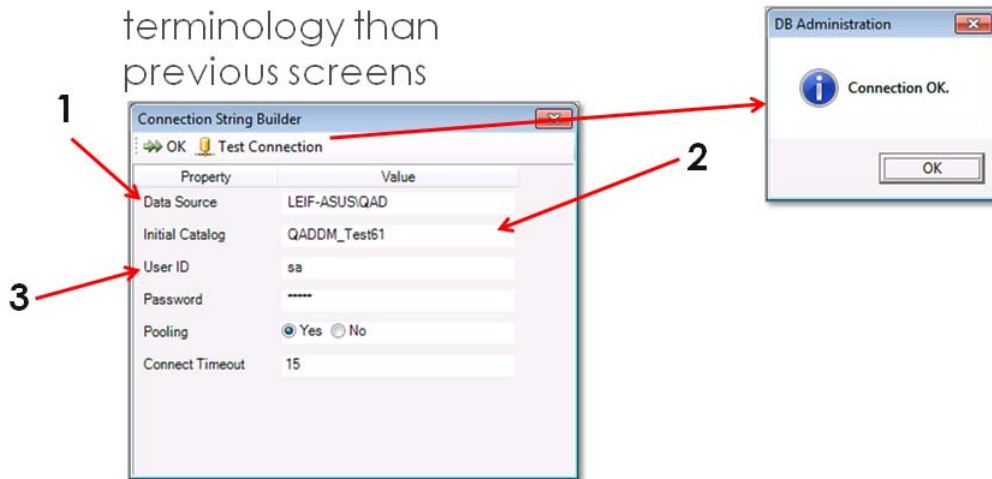 terminology than
previous screens
DB Administration
Connection OK.
OK
1
Connection String Builder
OK Test Connection
2
Property Value
Data Source LEIF-ASUS\QAD
Initial Catalog QADDM_Test61
3
User ID sa
Password *****
Pooling Yes No
Connect Timeout 15